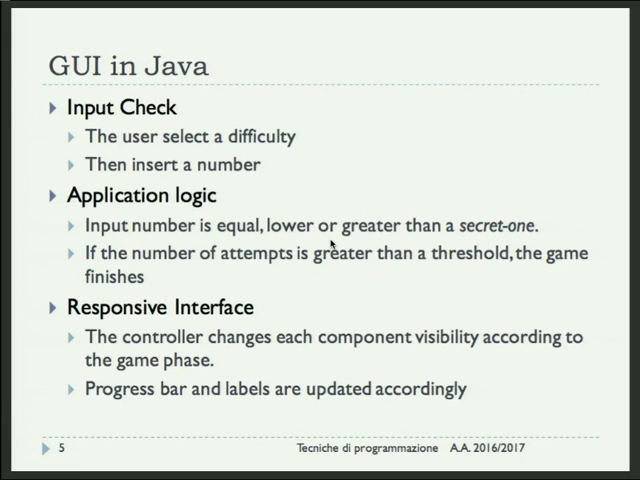 GUI in Java
Input Check
The user select a difficulty
Then insert a number
Application logic
Input number is equal, lower or greater than a secret-one.
If the number of attempts is greater than a threshold, the game
finishes
Responsive Interface
The controller changes each component visibility according to
the game phase.
Progress bar and labels are updated accordingly
5 Tecniche di programmazione A.A. 2016/2017